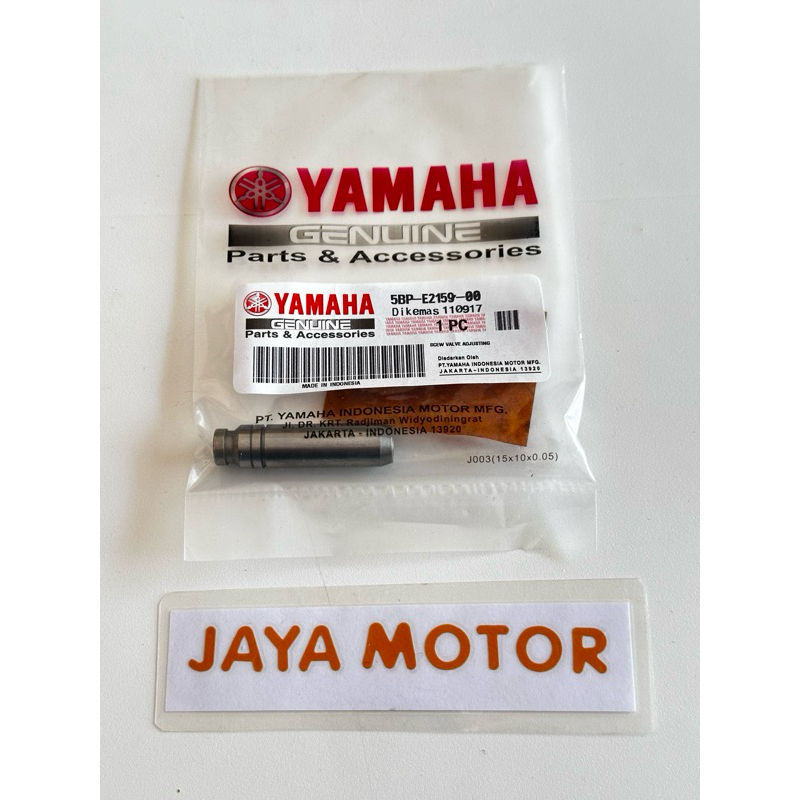 YAMAHA
GENUINE
Parts & Accessories
YAMAHA
GENUINE
Parts & Accessories
MADE IN INDONESIA
5BP-E2159-00
Dikemas 110917
1 PC
SCEW VALVE ADJUSTING
Diedarkan Oleh
PT.YAMAHA INDONESIA MOTOR MFG.
JAKARTA-INDONESIA 13920
PT. YAMAHA INDONESIA MOTOR MFG.
Jl. DR. KRT. Radjiman Widyodiningrat
JAKARTA - INDONESIA 13920
J003(15x10x0.05)
JAYA MOTOR